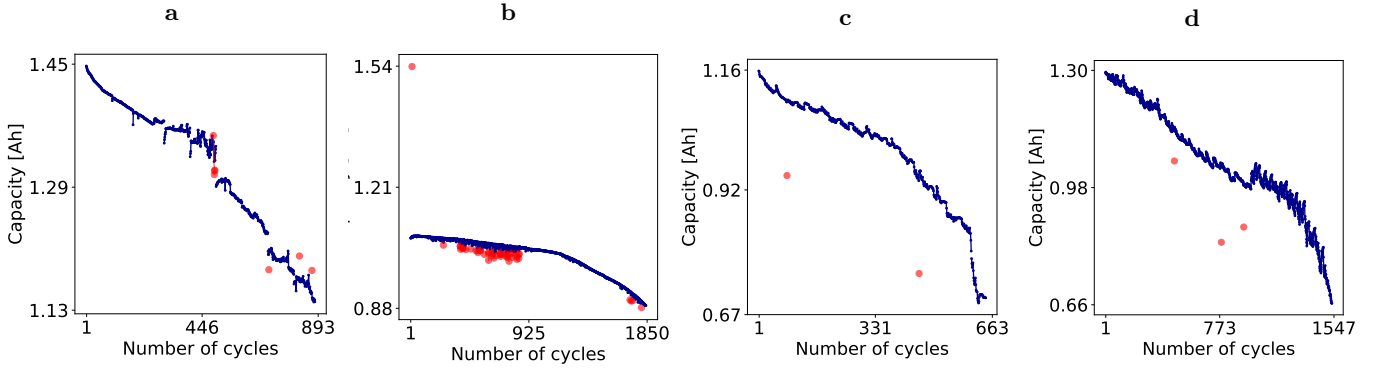 a
b
c
d
Capacity [Ah]
1.45
1.29
1.13
1
446
893
Number of cycles
1.54
1.21
0.88
1
925
1850
Number of cycles
Capacity [Ah]
1.16
0.92
0.67
1
331
663
Number of cycles
Capacity [Ah]
1.30
0.98
0.66
1
773
1547
Number of cycles